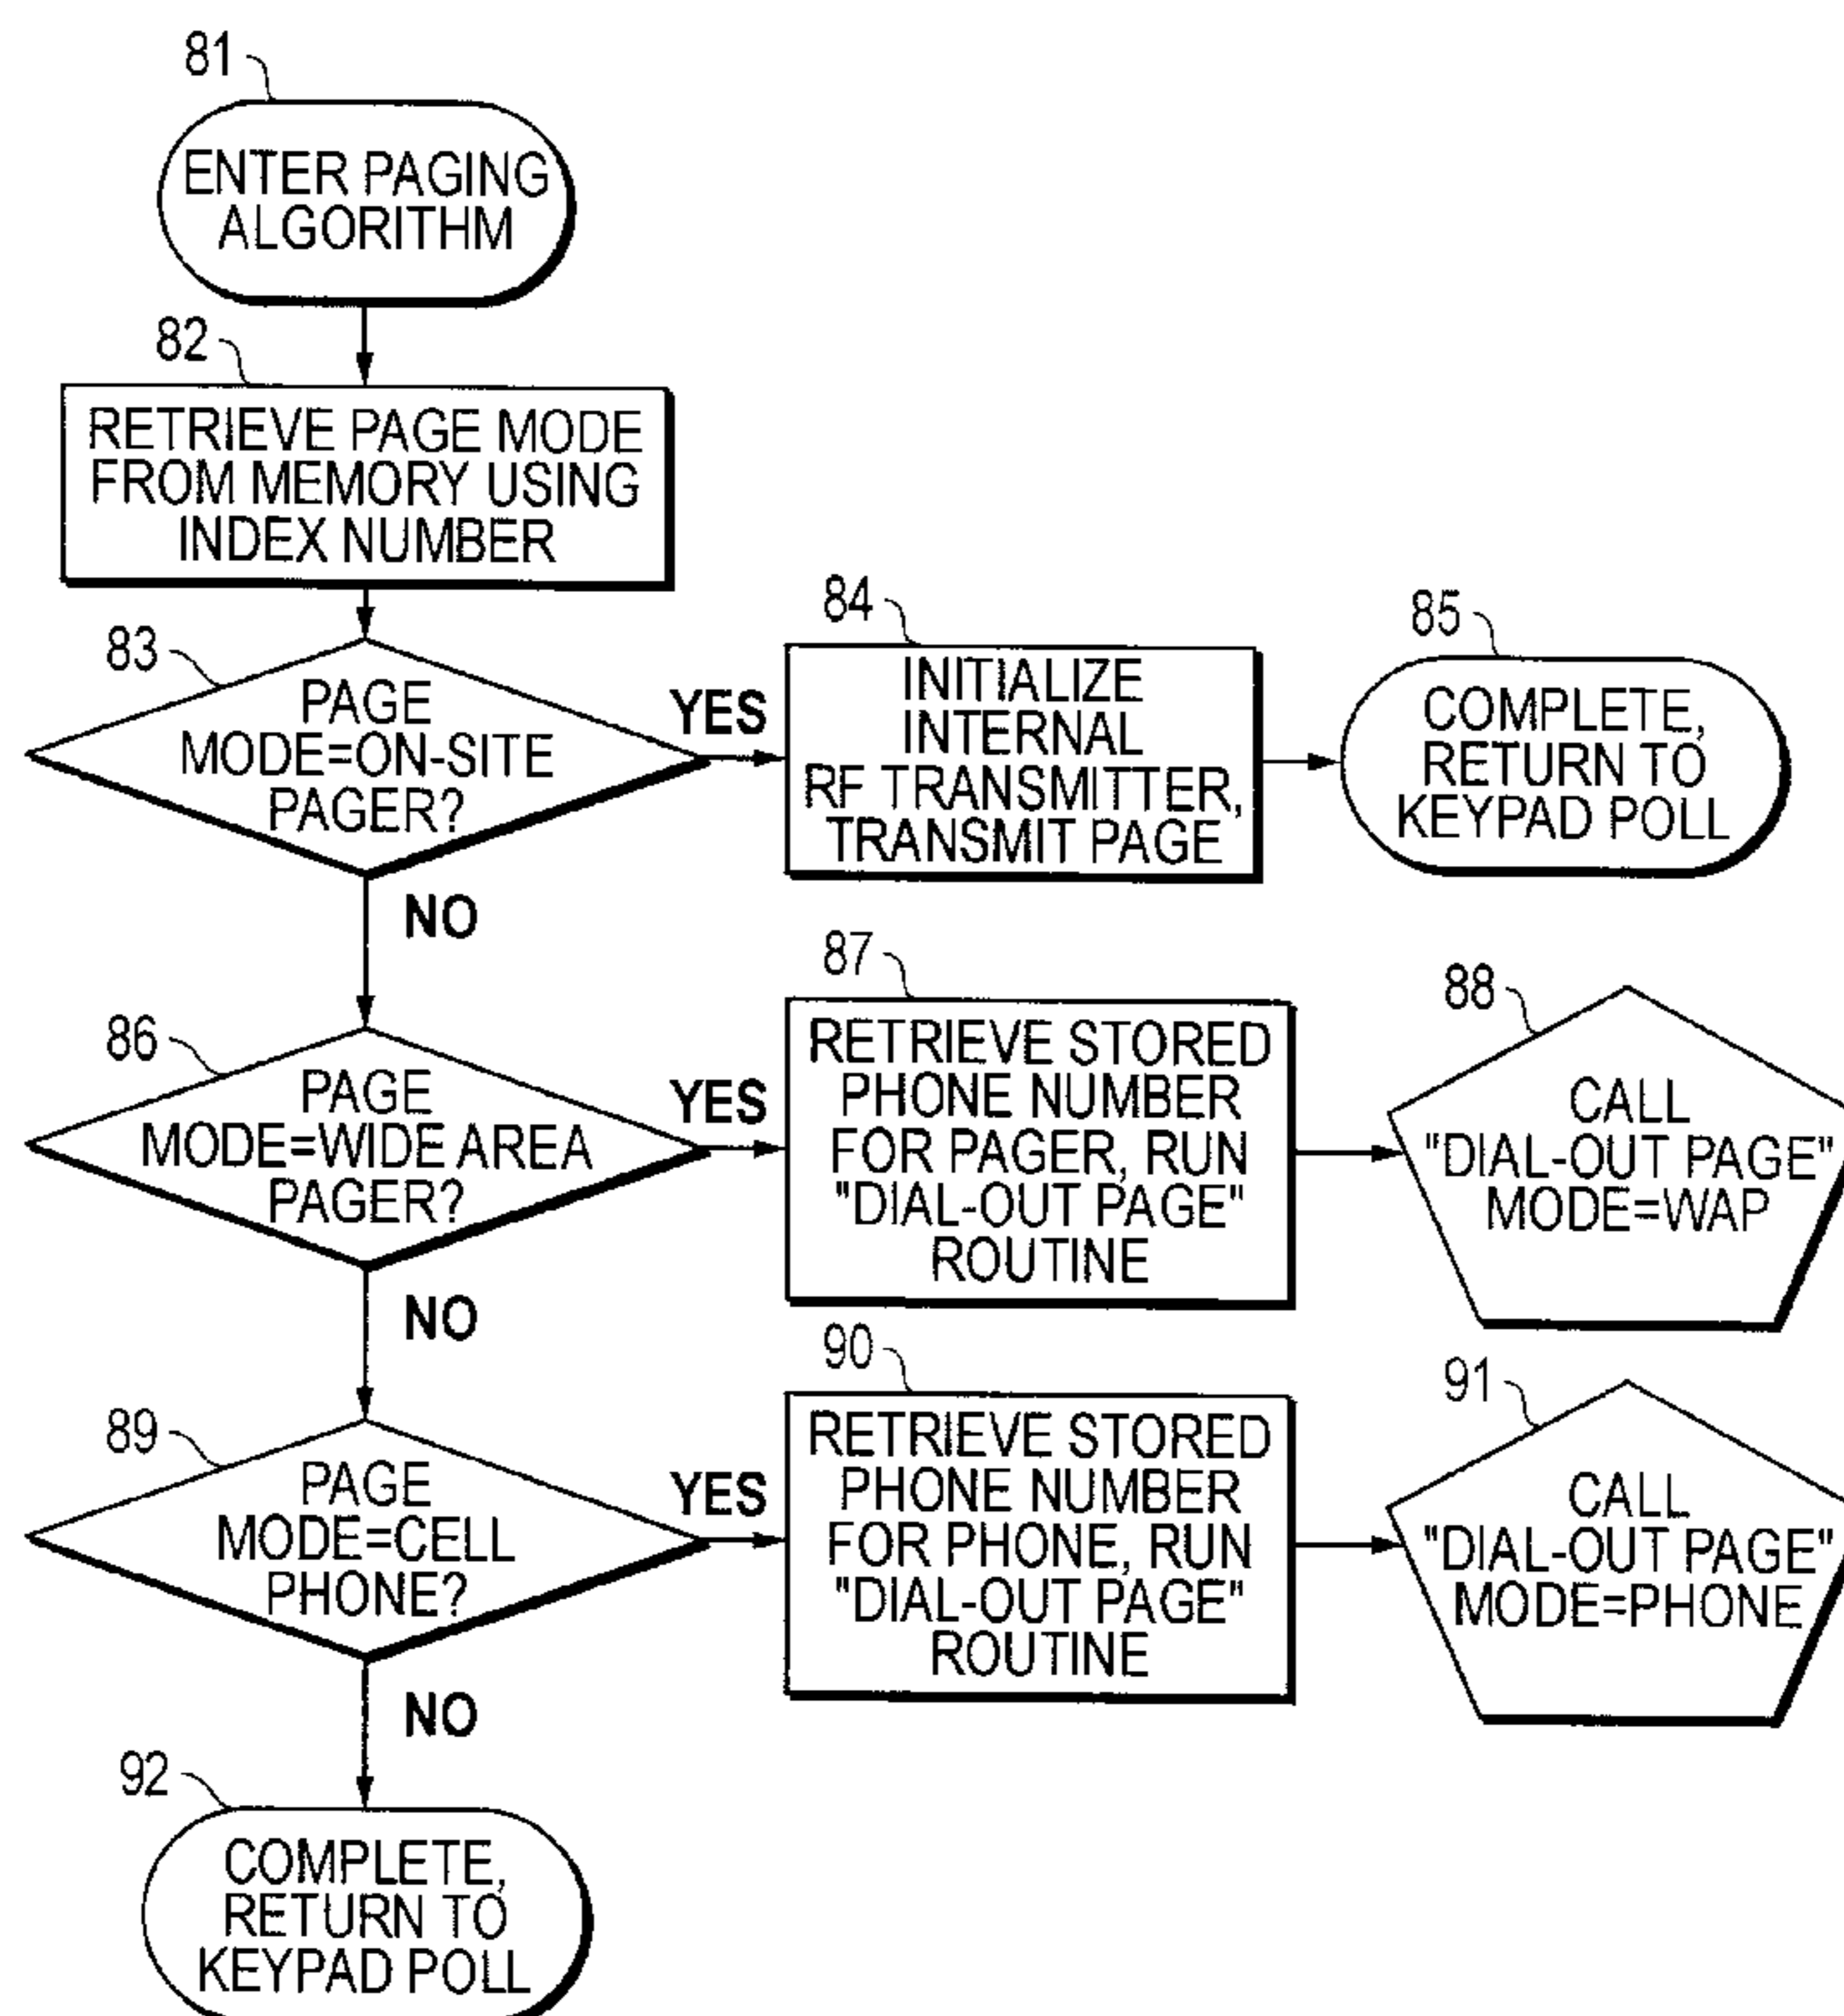 81
ENTER PAGING
ALGORITHM
82
RETRIEVE PAGE MODE
FROM MEMORY USING
INDEX NUMBER
83
PAGE
MODE=ON-SITE
PAGER?
YES
NO
84
INITIALIZE
INTERNAL
RF TRANSMITTER,
TRANSMIT PAGE
85
COMPLETE,
RETURN TO
KEYPAD POLL
86
PAGE
MODE=WIDE AREA
PAGER?
YES
NO
87
RETRIEVE STORED
PHONE NUMBER
FOR PAGER, RUN
"DIAL-OUT PAGE"
ROUTINE
88
CALL
"DIAL-OUT PAGE"
MODE=WAP
89
PAGE
MODE=CELL
PHONE?
YES
NO
90
RETRIEVE STORED
PHONE NUMBER
FOR PHONE, RUN
"DIAL-OUT PAGE"
ROUTINE
91
CALL
"DIAL-OUT PAGE"
MODE=PHONE
92
COMPLETE,
RETURN TO
KEYPAD POLL